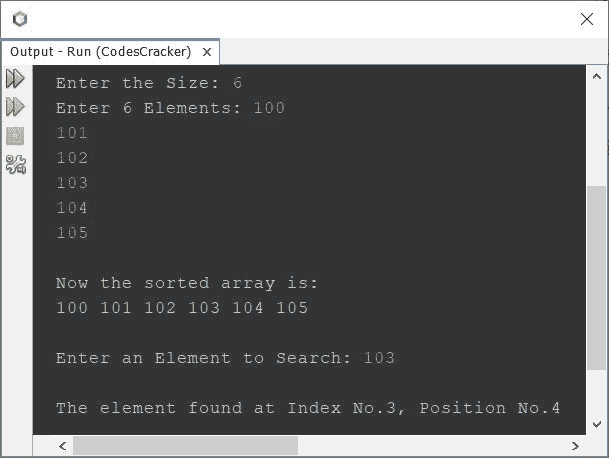 Output - Run (CodesCracker) ×
Enter the Size: 6
Enter 6 Elements: 100
101
102
103
104
105
Now the sorted array is:
100 101 102 103 104 105
Enter an Element to Search: 103
The element found at Index No.3, Position No.4